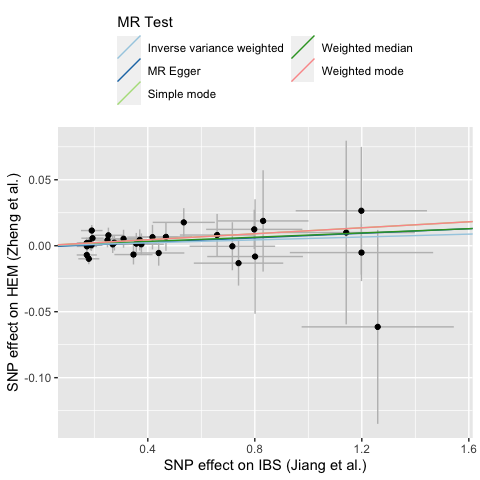 MR Test
Inverse variance weighted
Weighted median
MR Egger
Weighted mode
Simple mode
SNP effect on HEM (Zheng et al.)
0.05
0.00
-0.05
-0.10
0.4 0.8 1.2 1.6
SNP effect on IBS (Jiang et al.)